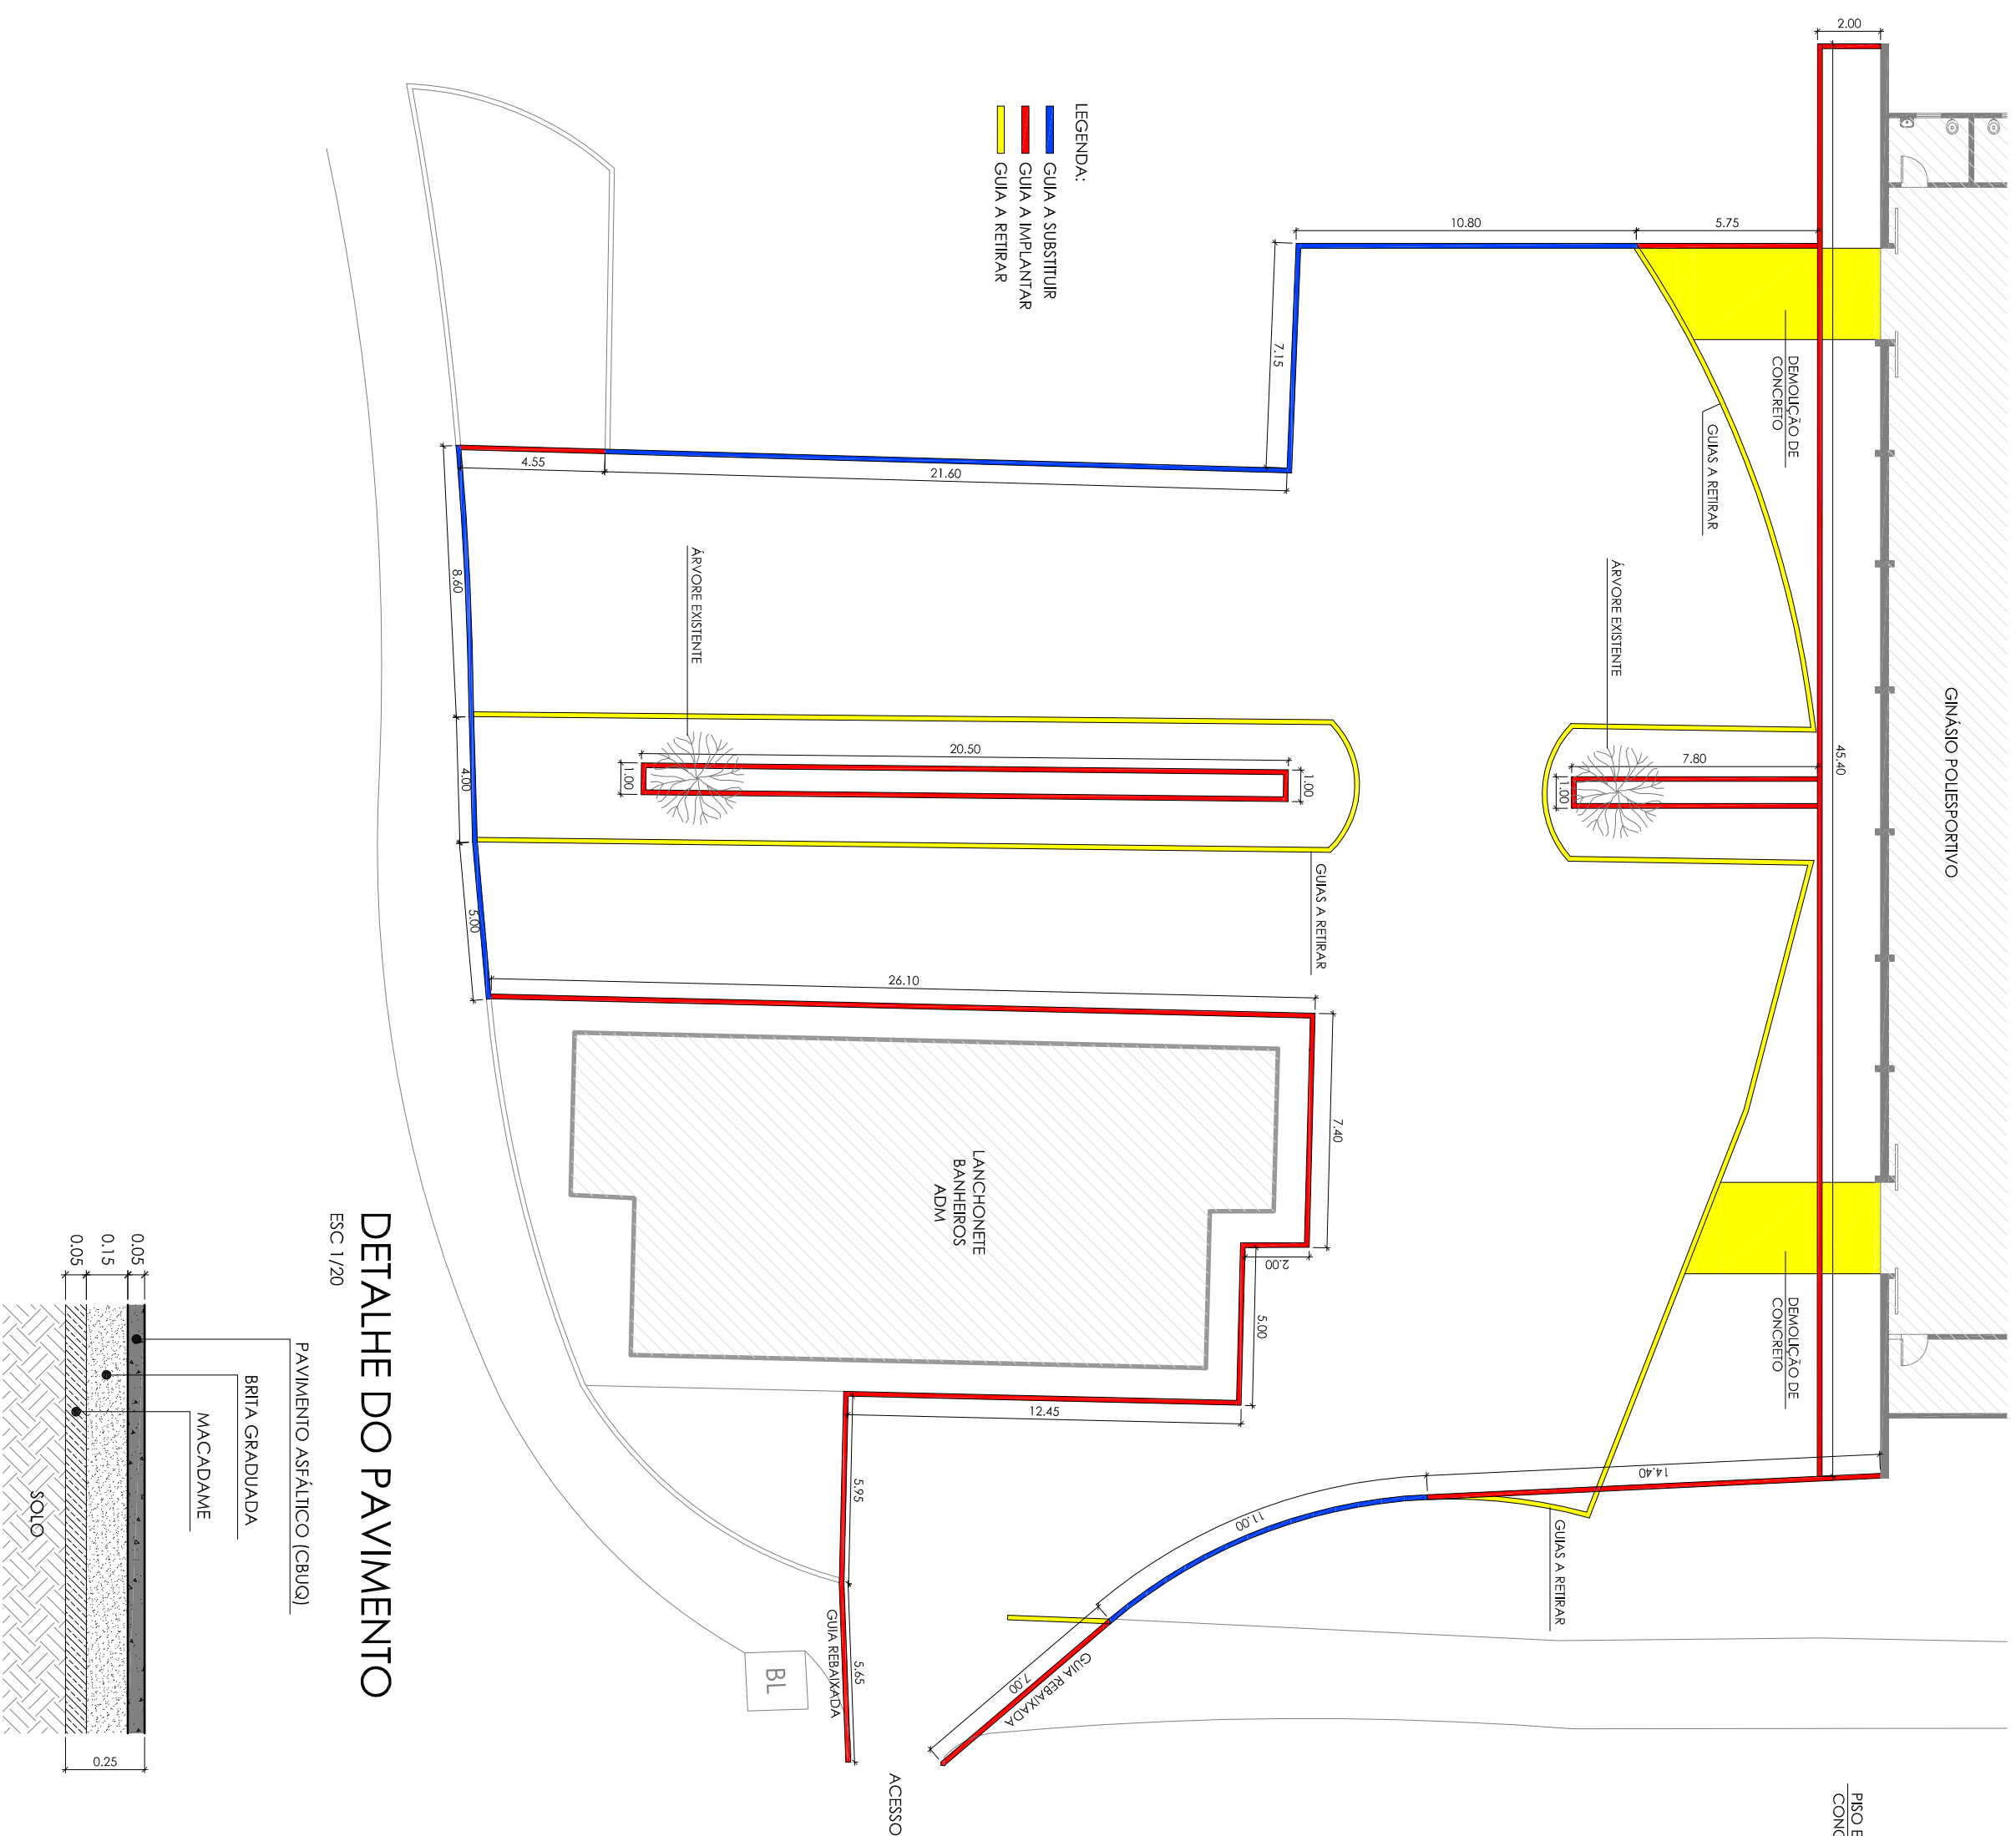 2.00
GINÁSIO POLIESPORTIVO
45.40
10.80
5.75
7.15
LEGENDA:
GUIA A SUBSTITUIR
GUIA A IMPLANTAR
GUIA A RETIRAR
DEMOLIÇÃO DE
CONCRETO
GUIAS A RETIRAR
4.55
21.60
8.60
4.00
5.00
ÁRVORE EXISTENTE
ÁRVORE EXISTENTE
20.50
1.00
1.00
7.80
1.00
GUIAS A RETIRAR
26.10
7.40
2.00
5.00
12.45
LANCHONETE
BANHEIROS
ADM
DEMOLIÇÃO DE
CONCRETO
14.40
11.00
GUIAS A RETIRAR
7.00
GUIA REBAIXADA
5.95
5.65
GUIA REBAIXADA
BL
ACESSO
PISO
DETALHE DO PAVIMENTO
ESC 1/20
0.05
0.15
0.05
PAVIMENTO ASFÁLTICO (CBUQ)
BRITA GRADUADA
MACADAME
SOLO
0.25